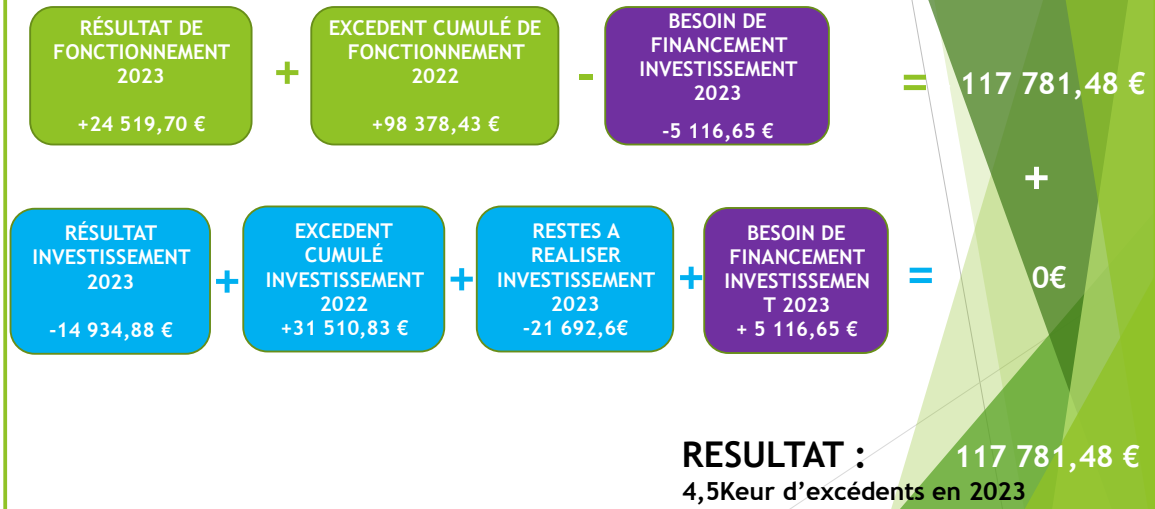 RÉSULTAT DE
FONCTIONNEMENT
2023
+24 519,70 €
+
EXCEDENT CUMULÉ DE
FONCTIONNEMENT
2022
+98 378,43 €
-
BESOIN DE
FINANCEMENT
INVESTISSEMENT
2023
-5 116,65 €
=
117 781,48 €
+
RÉSULTAT
INVESTISSEMENT
2023
-14 934,88 €
+
EXCEDENT
CUMULÉ
INVESTISSEMENT
2022
+31 510,83 €
+
RESTES A
REALISER
INVESTISSEMENT
2023
-21 692,6€
+
BESOIN DE
FINANCEMENT
INVESTISSEMEN
T 2023
+ 5 116,65 €
=
0€
RESULTAT : 117 781,48 €
4,5Keur d’excédents en 2023